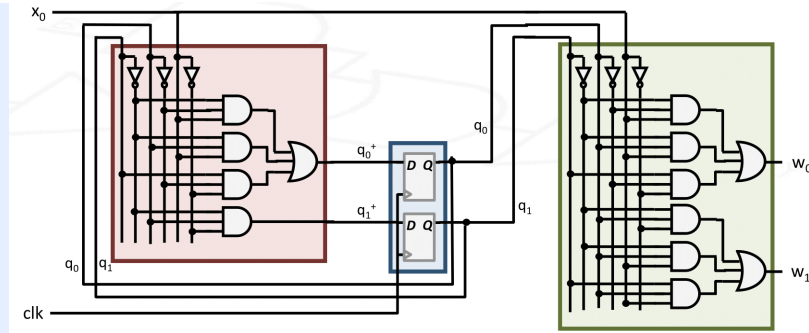 x₀
q₀
q₀⁺
D Q
w₀
q₁⁺
q₁
D Q
q₀
q₁
w₁
clk